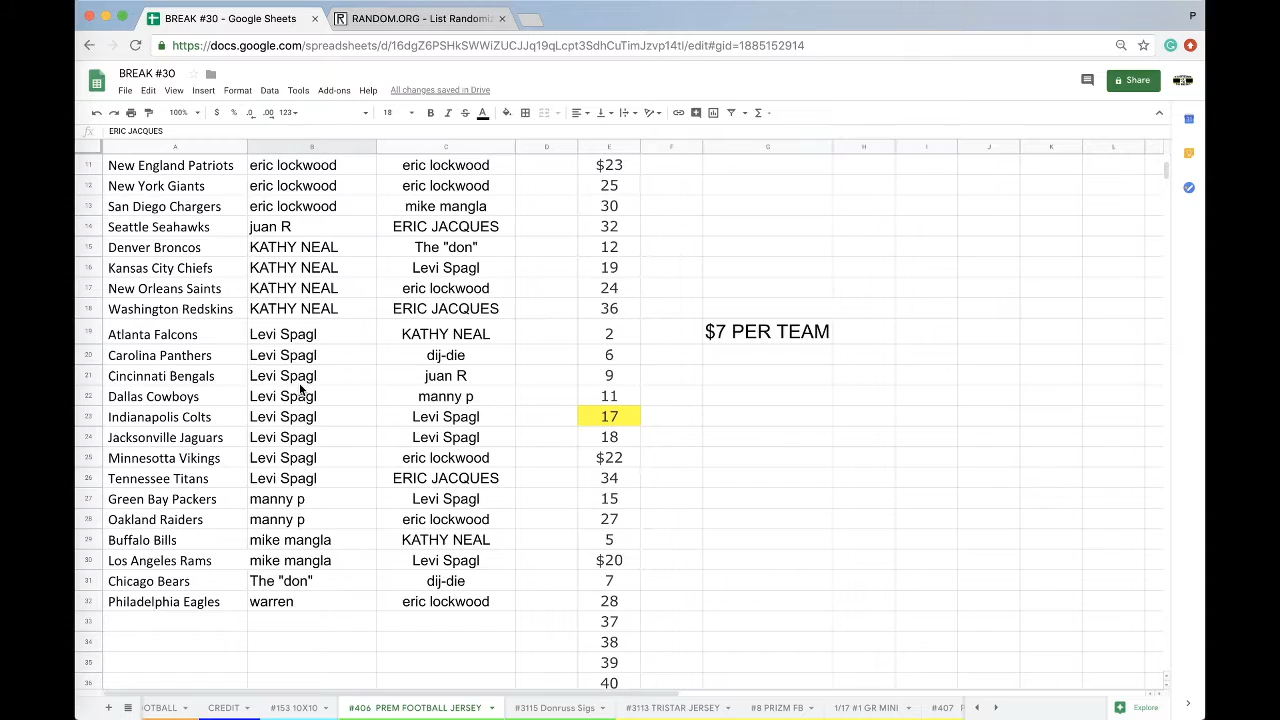 BREAK #30 - Google Sheets
RANDOM.ORG - List Randomi
P
https://docs.google.com/spreadsheets/d/16dgZ6PSHkSWWiZUCJJq19qLcpt3SdhCuTimJzvp14tI/edit#gid=1885152914
BREAK #30
File Edit View Insert Format Data Tools Add-ons Help All changes saved in Drive
Share
100% $ % .0 .00 123 18 B I S A
fx ERIC JACQUES
A B C D E F G H I J K L
11 New England Patriots eric lockwood eric lockwood $23
12 New York Giants eric lockwood eric lockwood 25
13 San Diego Chargers eric lockwood mike mangla 30
14 Seattle Seahawks juan R ERIC JACQUES 32
15 Denver Broncos KATHY NEAL The "don" 12
16 Kansas City Chiefs KATHY NEAL Levi Spagl 19
17 New Orleans Saints KATHY NEAL eric lockwood 24
18 Washington Redskins KATHY NEAL ERIC JACQUES 36
19 Atlanta Falcons Levi Spagl KATHY NEAL 2 $7 PER TEAM
20 Carolina Panthers Levi Spagl dij-die 6
21 Cincinnati Bengals Levi Spagl juan R 9
22 Dallas Cowboys Levi Spagl manny p 11
23 Indianapolis Colts Levi Spagl Levi Spagl 17
24 Jacksonville Jaguars Levi Spagl Levi Spagl 18
25 Minnesotta Vikings Levi Spagl eric lockwood $22
26 Tennessee Titans Levi Spagl ERIC JACQUES 34
27 Green Bay Packers manny p Levi Spagl 15
28 Oakland Raiders manny p eric lockwood 27
29 Buffalo Bills mike mangla KATHY NEAL 5
30 Los Angeles Rams mike mangla Levi Spagl $20
31 Chicago Bears The "don" dij-die 7
32 Philadelphia Eagles warren eric lockwood 28
33 37
34 38
35 39
36 40
OTBALL CREDIT #153 10X10 #406 PREM FOOTBALL JERSEY #3115 Donruss Sigs #3113 TRISTAR JERSEY #8 PRIZM FB 1/17 #1 GR MINI #407 Explore